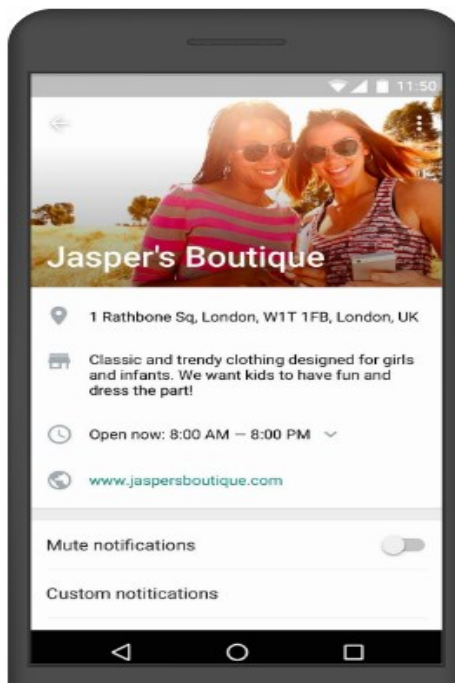 11:50
Jasper's Boutique
1 Rathbone Sq, London, W1T 1FB, London, UK
Classic and trendy clothing designed for girls
and infants. We want kids to have fun and
dress the part!
Open now: 8:00 AM — 8:00 PM
www.jaspersboutique.com
Mute notifications
Custom notitications